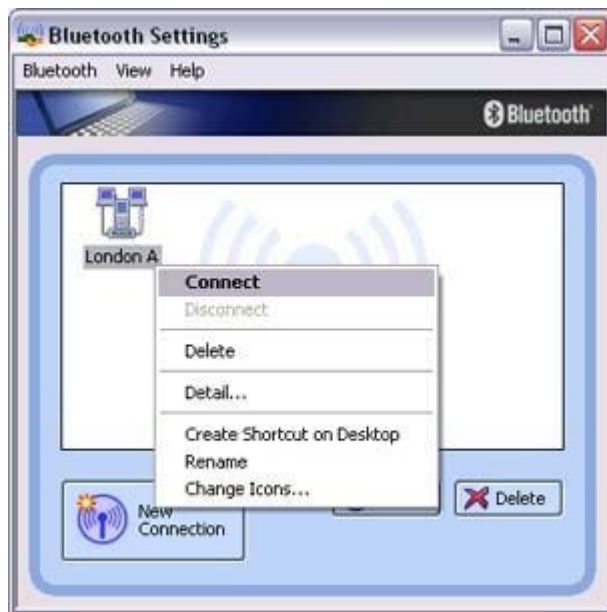 Bluetooth Settings
Bluetooth View Help
Bluetooth
London A
Connect
Disconnect
Delete
Detail...
Create Shortcut on Desktop
Rename
Change Icons...
New
Connection
Delete